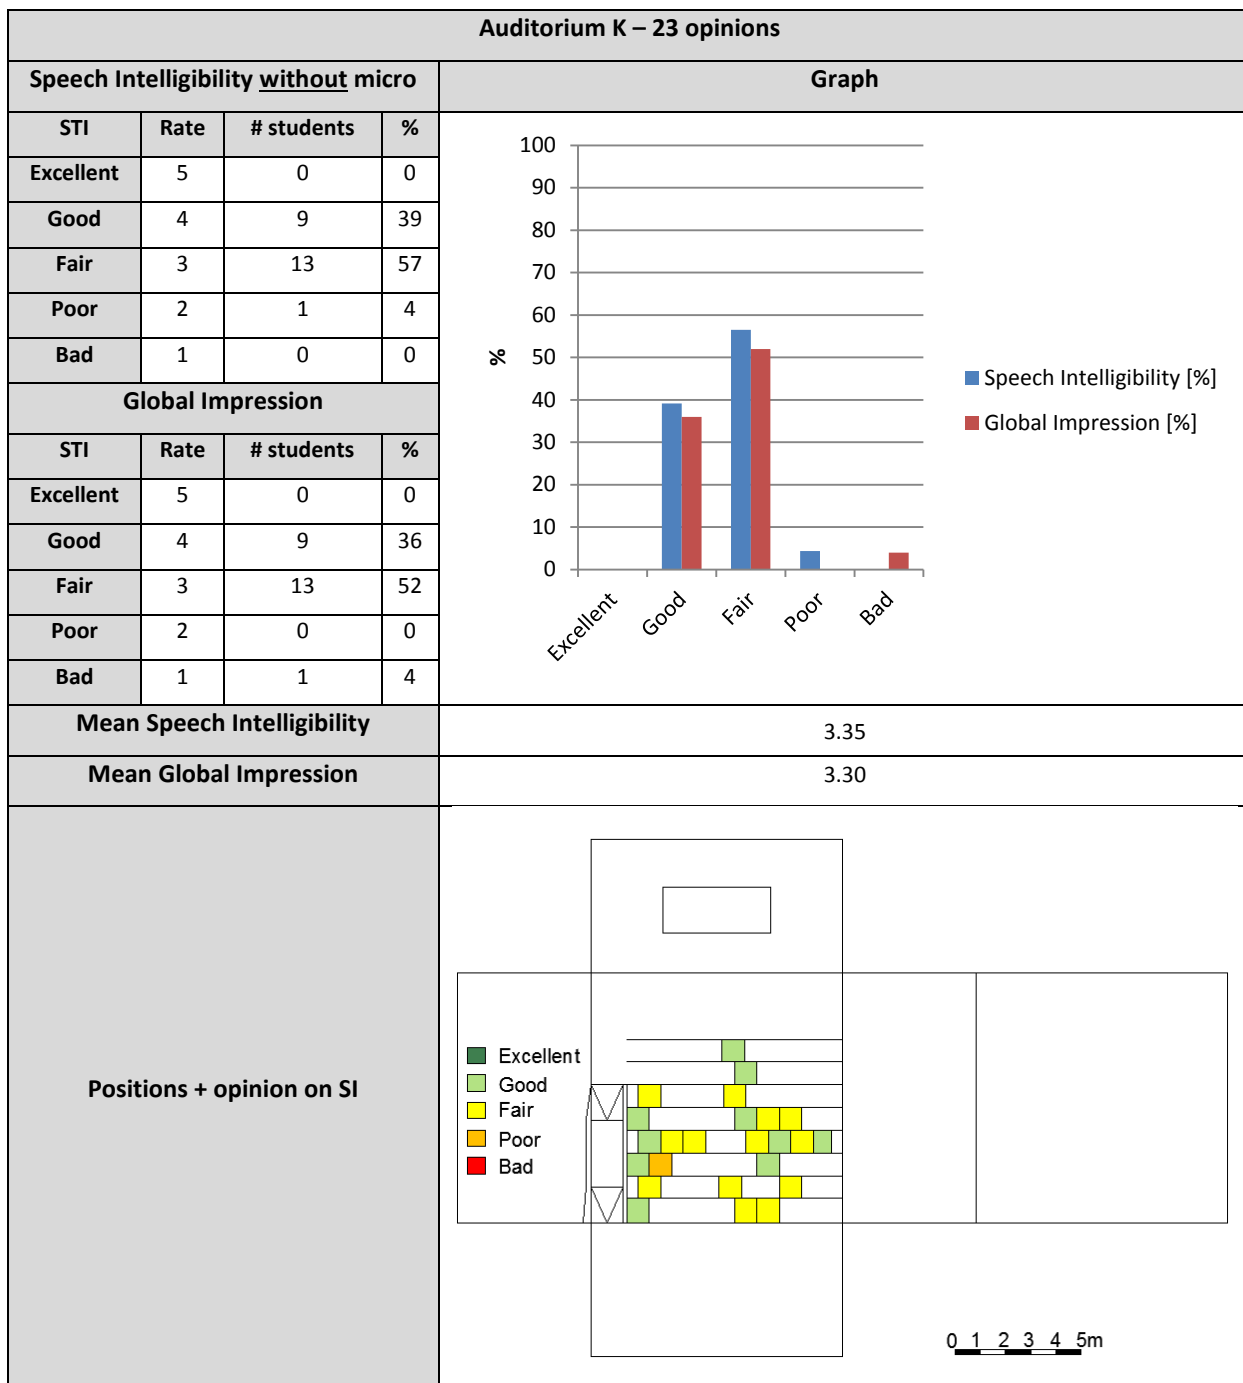 Auditorium K – 23 opinions
Speech Intelligibility without micro
Graph
STI Rate # students %
Excellent 5 0 0
Good 4 9 39
Fair 3 13 57
Poor 2 1 4
Bad 1 0 0
Global Impression
STI Rate # students %
Excellent 5 0 0
Good 4 9 36
Fair 3 13 52
Poor 2 0 0
Bad 1 1 4
100
90
80
70
60
50
40
30
20
10
0
%
Excellent
Good
Fair
Poor
Bad
Speech Intelligibility [%]
Global Impression [%]
Mean Speech Intelligibility 3.35
Mean Global Impression 3.30
Positions + opinion on SI
Excellent
Good
Fair
Poor
Bad
0 1 2 3 4 5m